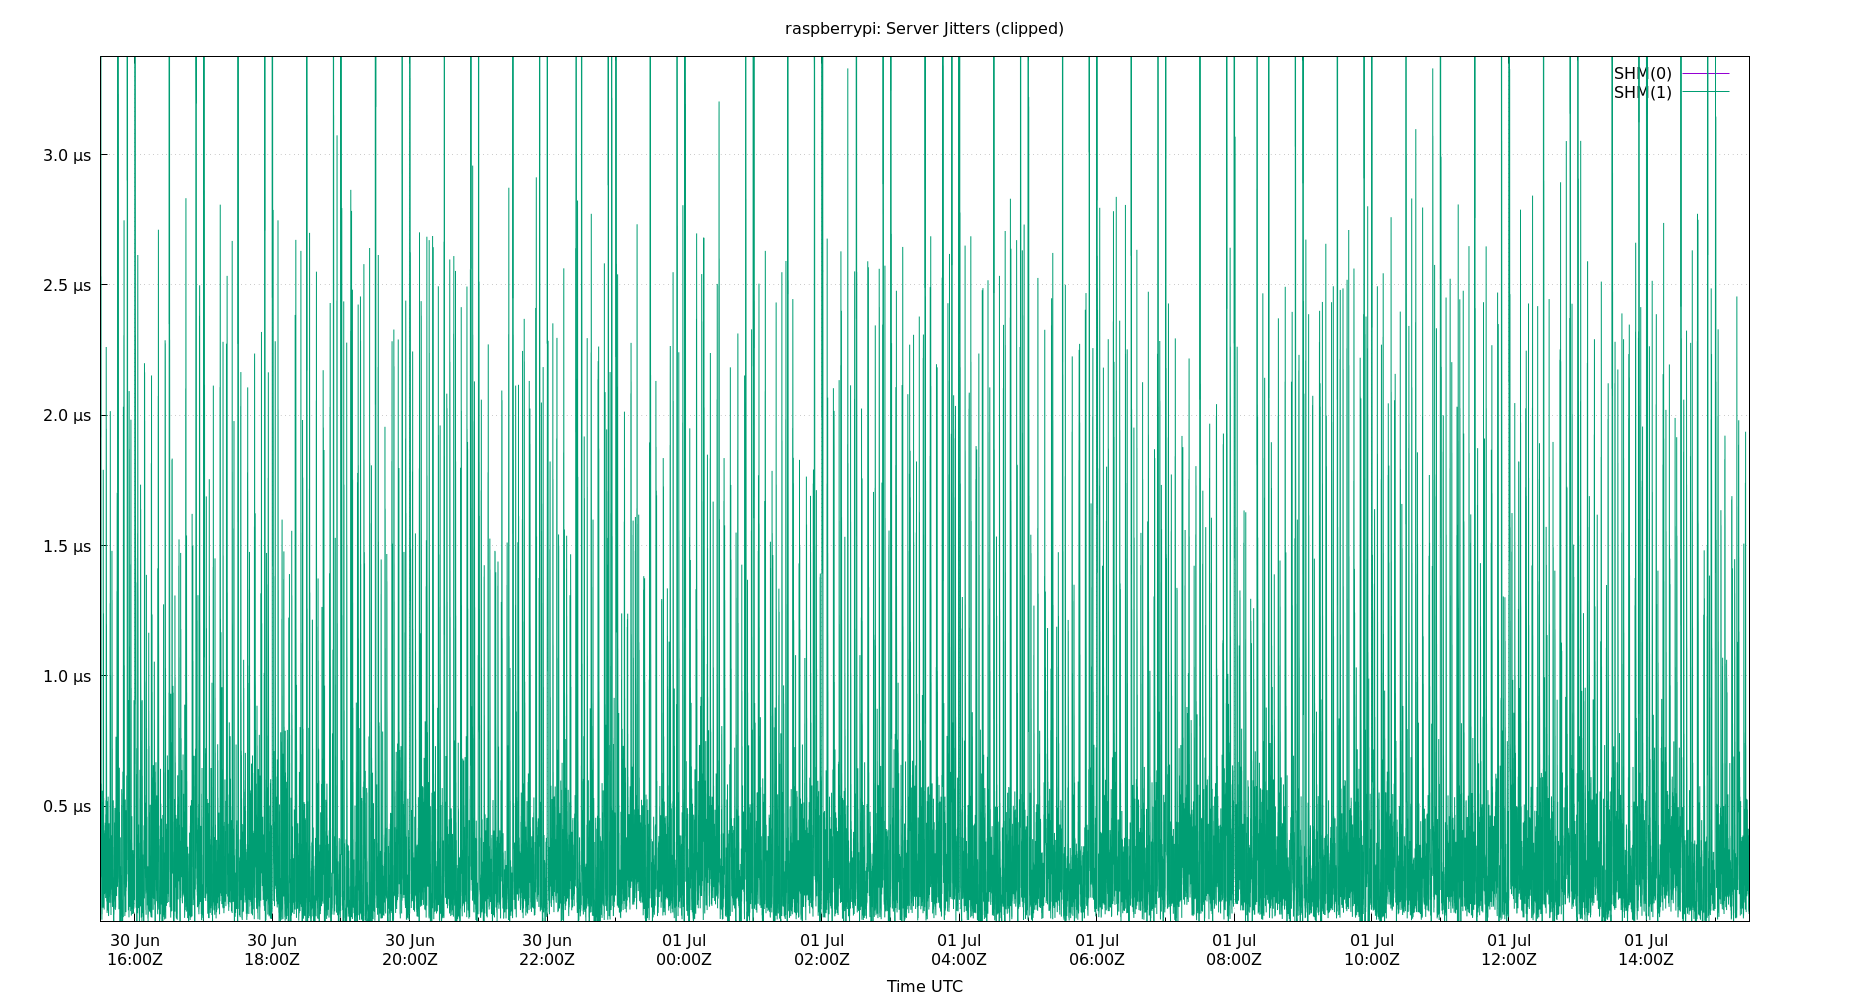 raspberrypi: Server Jitters (clipped)
SHM(0)
SHM(1)
3.0 µs
2.5 µs
2.0 µs
1.5 µs
1.0 µs
0.5 µs
30 Jun 30 Jun 30 Jun 30 Jun 01 Jul 01 Jul 01 Jul 01 Jul 01 Jul 01 Jul 01 Jul 01 Jul
16:00Z 18:00Z 20:00Z 22:00Z 00:00Z 02:00Z 04:00Z 06:00Z 08:00Z 10:00Z 12:00Z 14:00Z
Time UTC